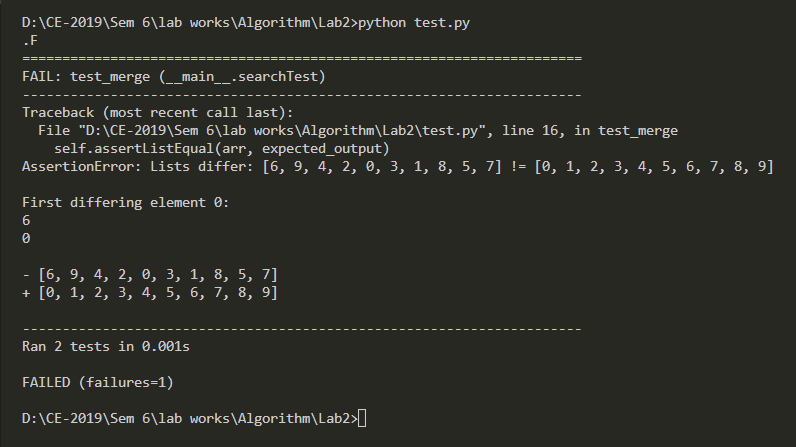 D:\CE-2019\Sem 6\lab works\Algorithm\Lab2>python test.py
.F
======================================================================
FAIL: test_merge (__main__.searchTest)
----------------------------------------------------------------------
Traceback (most recent call last):
  File "D:\CE-2019\Sem 6\lab works\Algorithm\Lab2\test.py", line 16, in test_merge
    self.assertListEqual(arr, expected_output)
AssertionError: Lists differ: [6, 9, 4, 2, 0, 3, 1, 8, 5, 7] != [0, 1, 2, 3, 4, 5, 6, 7, 8, 9]
First differing element 0:
6
0
- [6, 9, 4, 2, 0, 3, 1, 8, 5, 7]
+ [0, 1, 2, 3, 4, 5, 6, 7, 8, 9]
----------------------------------------------------------------------
Ran 2 tests in 0.001s
FAILED (failures=1)
D:\CE-2019\Sem 6\lab works\Algorithm\Lab2>